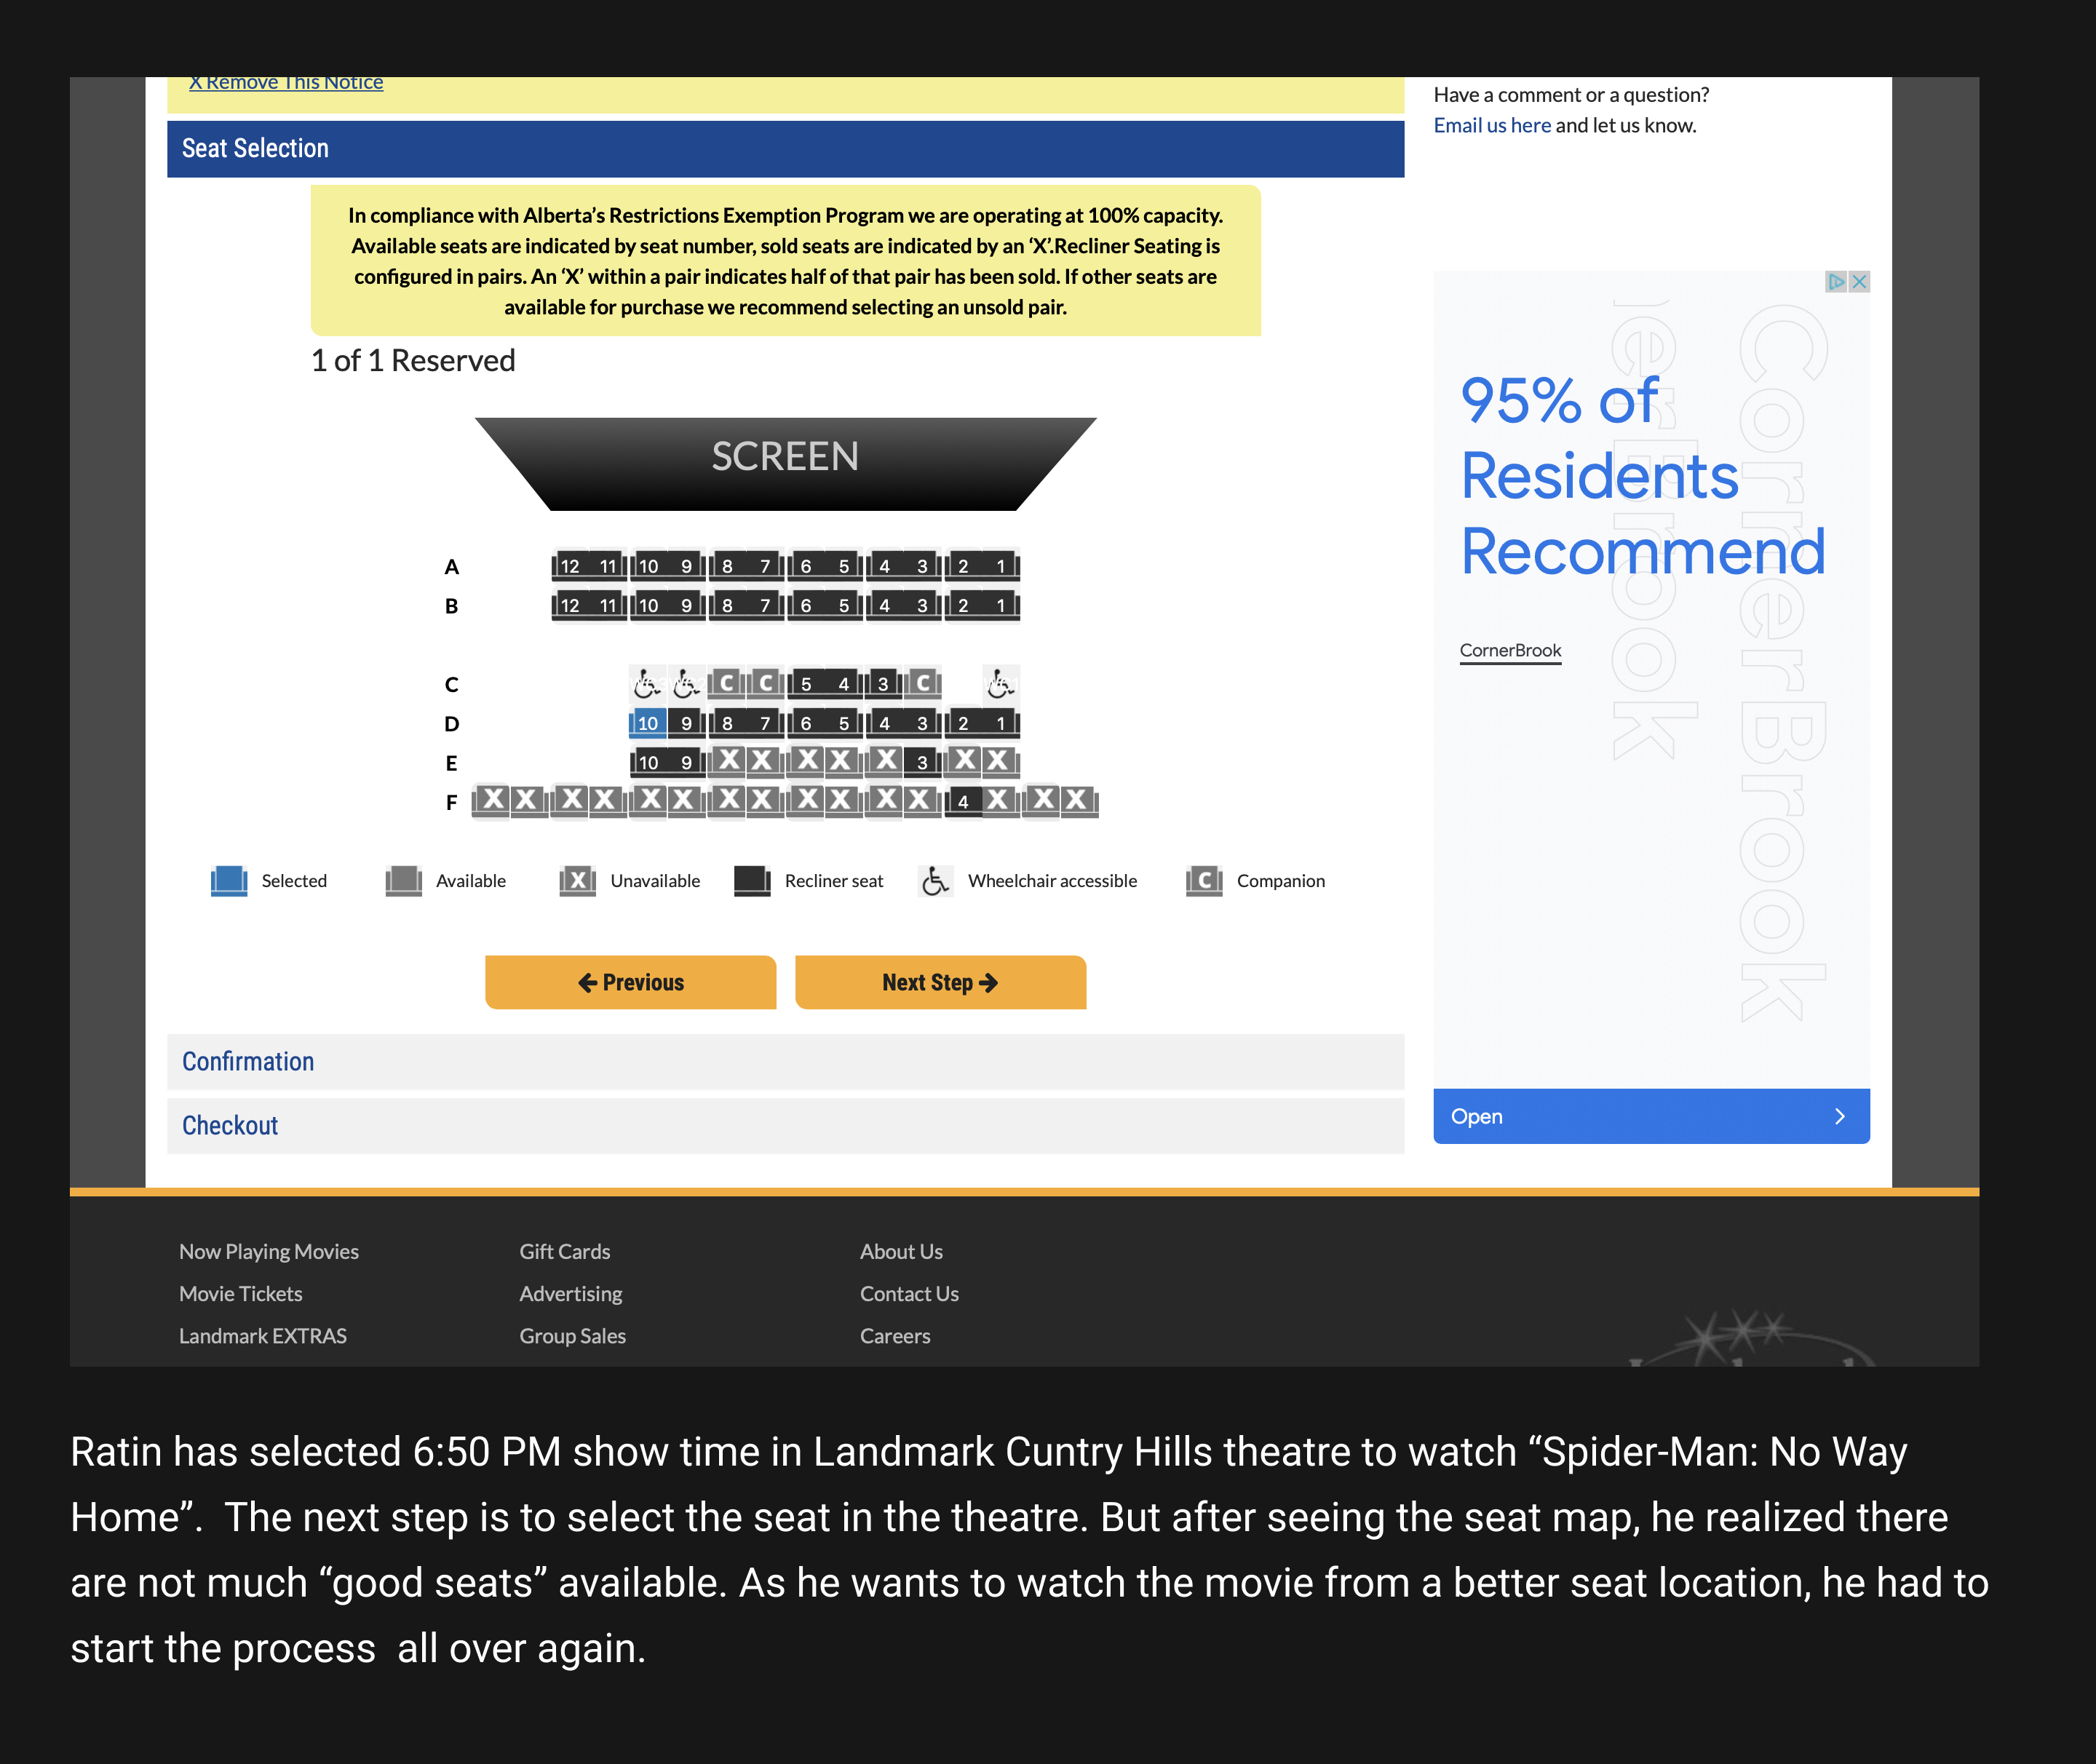 X Remove This Notice
Seat Selection
In compliance with Alberta’s Restrictions Exemption Program we are operating at 100% capacity.
Available seats are indicated by seat number, sold seats are indicated by an ‘X’.Recliner Seating is
configured in pairs. An ‘X’ within a pair indicates half of that pair has been sold. If other seats are
available for purchase we recommend selecting an unsold pair.
1 of 1 Reserved
SCREEN
A 12 11 10 9 8 7 6 5 4 3 2 1
B 12 11 10 9 8 7 6 5 4 3 2 1
C C C 5 4 3 C
D 10 9 8 7 6 5 4 3 2 1
E 10 9 X X X X X 3 X X
F X X X X X X X X X X X X 4 X X X
Selected
Available
X Unavailable
Recliner seat
Wheelchair accessible
C Companion
← Previous
Next Step →
Confirmation
Checkout
Have a comment or a question?
Email us here and let us know.
95% of
Residents
Recommend
CornerBrook
CornerBrook
Open
Now Playing Movies
Movie Tickets
Landmark EXTRAS
Gift Cards
Advertising
Group Sales
About Us
Contact Us
Careers
Ratin has selected 6:50 PM show time in Landmark Cuntry Hills theatre to watch “Spider-Man: No Way
Home”.  The next step is to select the seat in the theatre. But after seeing the seat map, he realized there
are not much “good seats” available. As he wants to watch the movie from a better seat location, he had to
start the process  all over again.